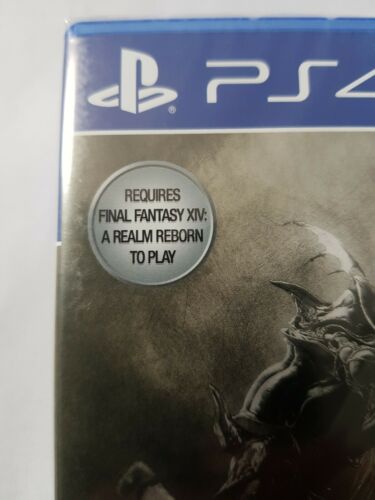 PS4
REQUIRES
FINAL FANTASY XIV:
A REALM REBORN
TO PLAY